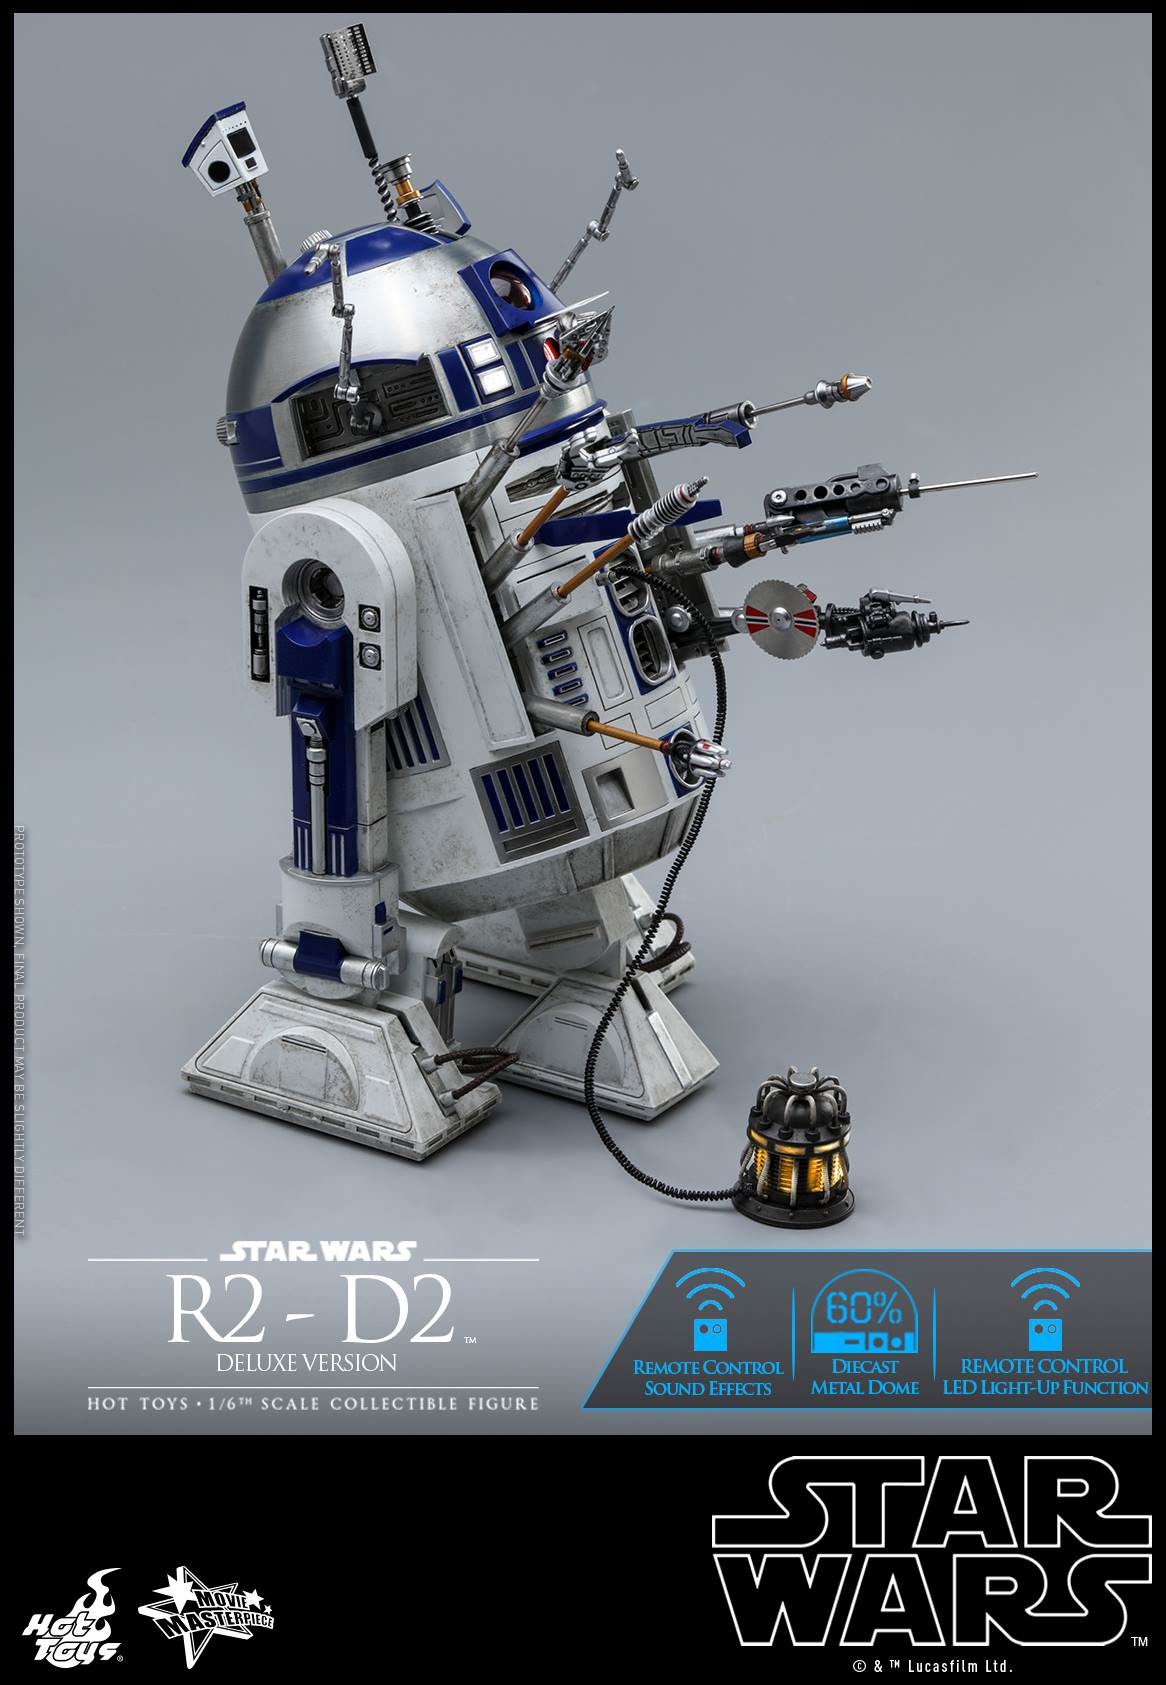 PROTOTYPE SHOWN, FINAL PRODUCT MAY BE SLIGHTLY DIFFERENT
STAR WARS
R2-D2™
DELUXE VERSION
HOT TOYS • 1/6TH SCALE COLLECTIBLE FIGURE
REMOTE CONTROL
SOUND EFFECTS
60%
DIECAST
METAL DOME
REMOTE CONTROL
LED LIGHT-UP FUNCTION
STAR
WARS™
© & ™ Lucasfilm Ltd.
Hot
Toys®
MOVIE
MASTERPIECE